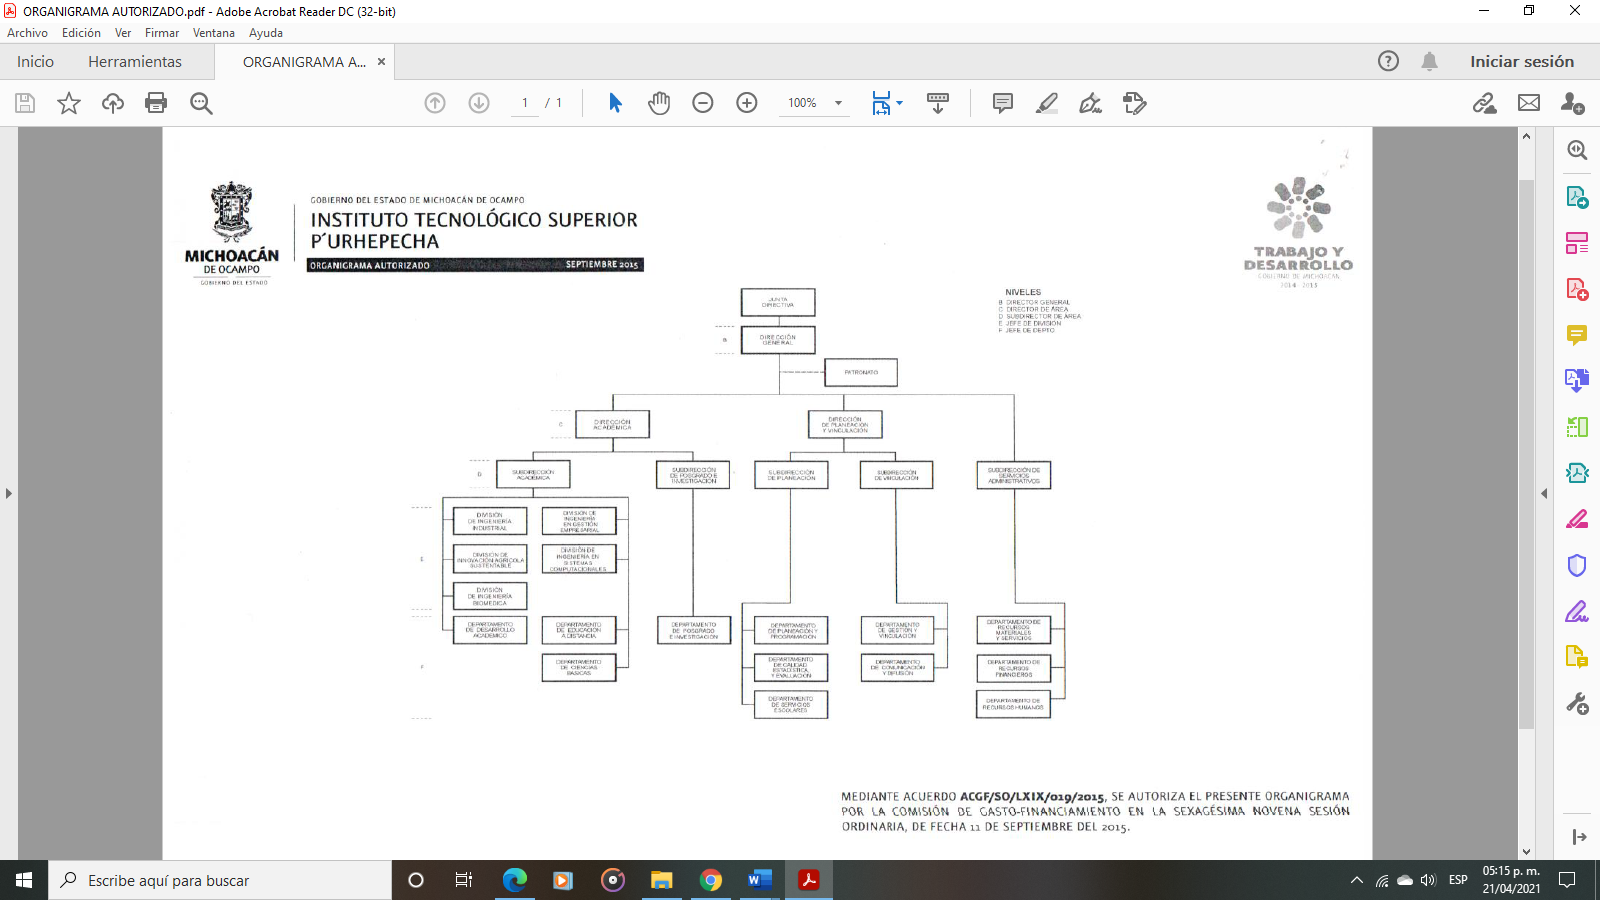 ORGANIGRAMA AUTORIZADO.pdf - Adobe Acrobat Reader DC (32-bit)
Archivo Edición Ver Firmar Ventana Ayuda
Inicio Herramientas ORGANIGRAMA A... Iniciar sesión
1 / 1 100%
MICHOACÁN
DE OCAMPO
GOBIERNO DEL ESTADO
GOBIERNO DEL ESTADO DE MICHOACÁN DE OCAMPO
INSTITUTO TECNOLÓGICO SUPERIOR
P´URHEPECHA
ORGANIGRAMA AUTORIZADO SEPTIEMBRE 2015
TRABAJO Y
DESARROLLO
GOBIERNO DE MICHOACÁN
2014 - 2015
NIVELES
B DIRECTOR GENERAL
C DIRECTOR DE ÁREA
D SUBDIRECTOR DE ÁREA
E JEFE DE DIVISIÓN
F JEFE DE DEPTO
JUNTA
DIRECTIVA
B
DIRECCIÓN
GENERAL
PATRONATO
C
DIRECCIÓN
ACADÉMICA
DIRECCIÓN
DE PLANEACIÓN
Y VINCULACIÓN
D
SUBDIRECCIÓN
ACADÉMICA
SUBDIRECCIÓN
DE POSGRADO E
INVESTIGACIÓN
SUBDIRECCIÓN
DE PLANEACIÓN
SUBDIRECCIÓN
DE VINCULACIÓN
SUBDIRECCIÓN DE
SERVICIOS
ADMINISTRATIVOS
E
DIVISIÓN
DE INGENIERÍA
INDUSTRIAL
DIVISIÓN DE
INGENIERÍA
EN GESTIÓN
EMPRESARIAL
DIVISIÓN DE
INNOVACIÓN AGRÍCOLA
SUSTENTABLE
DIVISIÓN DE
INGENIERÍA EN
SISTEMAS
COMPUTACIONALES
DIVISIÓN
DE INGENIERÍA
BIOMEDICA
F
DEPARTAMENTO
DE DESARROLLO
ACADÉMICO
DEPARTAMENTO
DE EDUCACIÓN
A DISTANCIA
DEPARTAMENTO
DE CIENCIAS
BÁSICAS
DEPARTAMENTO
DE POSGRADO
E INVESTIGACIÓN
DEPARTAMENTO
DE PLANEACIÓN Y
PROGRAMACIÓN
DEPARTAMENTO
DE CALIDAD
ESTADÍSTICA,
Y EVALUACIÓN
DEPARTAMENTO
DE SERVICIOS
ESCOLARES
DEPARTAMENTO
DE GESTIÓN Y
VINCULACIÓN
DEPARTAMENTO
DE COMUNICACIÓN
Y DIFUSIÓN
DEPARTAMENTO DE
RECURSOS
MATERIALES
Y SERVICIOS
DEPARTAMENTO DE
RECURSOS
FINANCIEROS
DEPARTAMENTO DE
RECURSOS HUMANOS
MEDIANTE ACUERDO ACGF/SO/LXIX/019/2015, SE AUTORIZA EL PRESENTE ORGANIGRAMA
POR LA COMISIÓN DE GASTO-FINANCIAMIENTO EN LA SEXAGÉSIMA NOVENA SESIÓN
ORDINARIA, DE FECHA 11 DE SEPTIEMBRE DEL 2015.
Escribe aquí para buscar
ESP
05:15 p. m.
21/04/2021